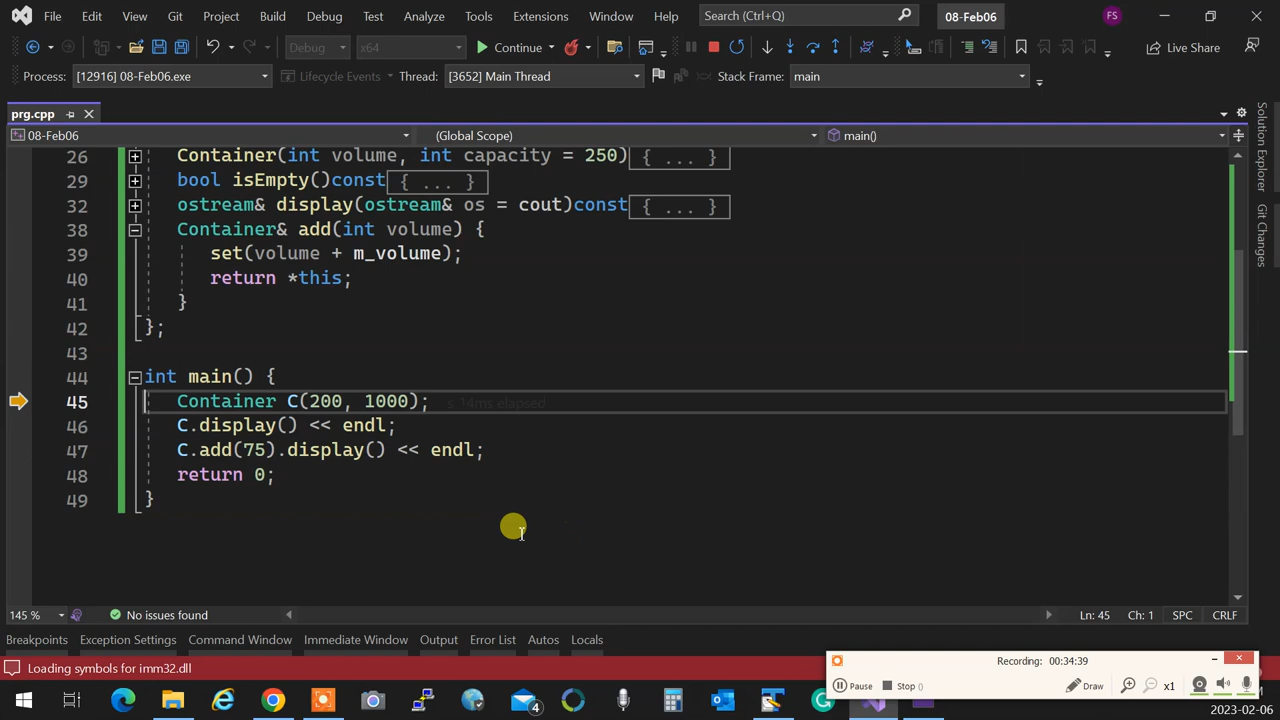 File Edit View Git Project Build Debug Test Analyze Tools Extensions Window Help Search (Ctrl+Q) 08-Feb06 FS
Debug x64 Continue Live Share
Process: [12916] 08-Feb06.exe Lifecycle Events Thread: [3652] Main Thread Stack Frame: main
prg.cpp
08-Feb06 (Global Scope) main()
26 Container(int volume, int capacity = 250) { ... }
29 bool isEmpty()const { ... }
32 ostream& display(ostream& os = cout)const { ... }
38 Container& add(int volume) {
39 set(volume + m_volume);
40 return *this;
41 }
42 };
43
44 int main() {
45 Container C(200, 1000); ≤ 14ms elapsed
46 C.display() << endl;
47 C.add(75).display() << endl;
48 return 0;
49 }
Solution Explorer
Git Changes
145 % No issues found Ln: 45 Ch: 1 SPC CRLF
Breakpoints Exception Settings Command Window Immediate Window Output Error List Autos Locals
Loading symbols for imm32.dll
Recording: 00:34:39
Pause Stop () Draw x1
4
2023-02-06